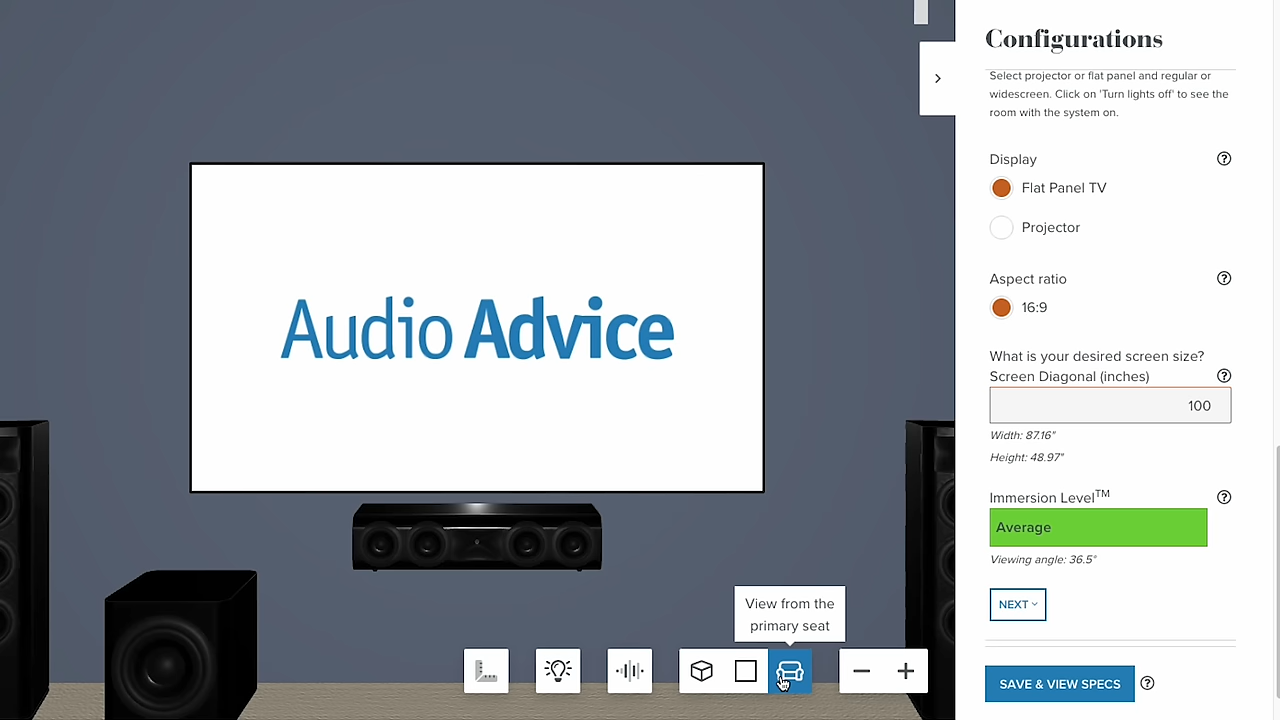 Configurations
Select projector or flat panel and regular or
widescreen. Click on 'Turn lights off' to see the
room with the system on.
Display
Flat Panel TV
Projector
Aspect ratio
16:9
What is your desired screen size?
Screen Diagonal (inches)
100
Width: 87.16"
Height: 48.97"
Immersion Level™
Average
Viewing angle: 36.5°
NEXT
SAVE & VIEW SPECS
Audio Advice
View from the
primary seat